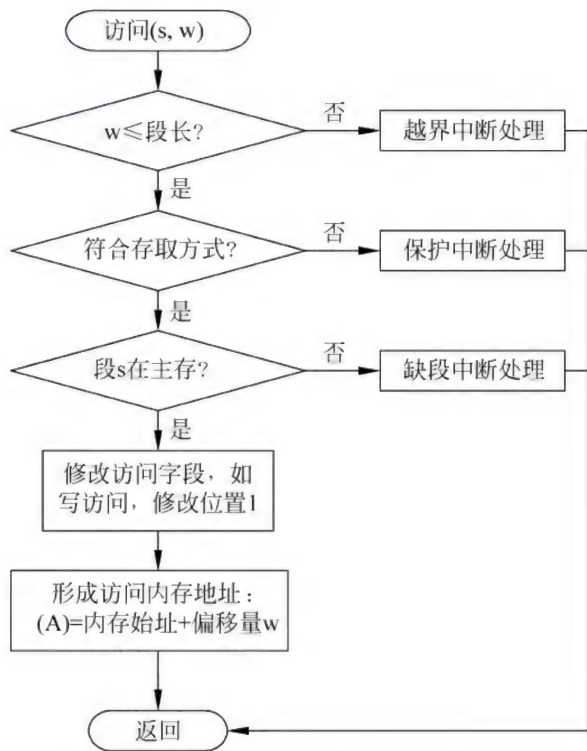 访问(s, w)
w≤段长?
否
越界中断处理
是
符合存取方式?
否
保护中断处理
是
段s在主存?
否
缺段中断处理
是
修改访问字段，如
写访问，修改位置1
形成访问内存地址：
(A)=内存始址+偏移量w
返回